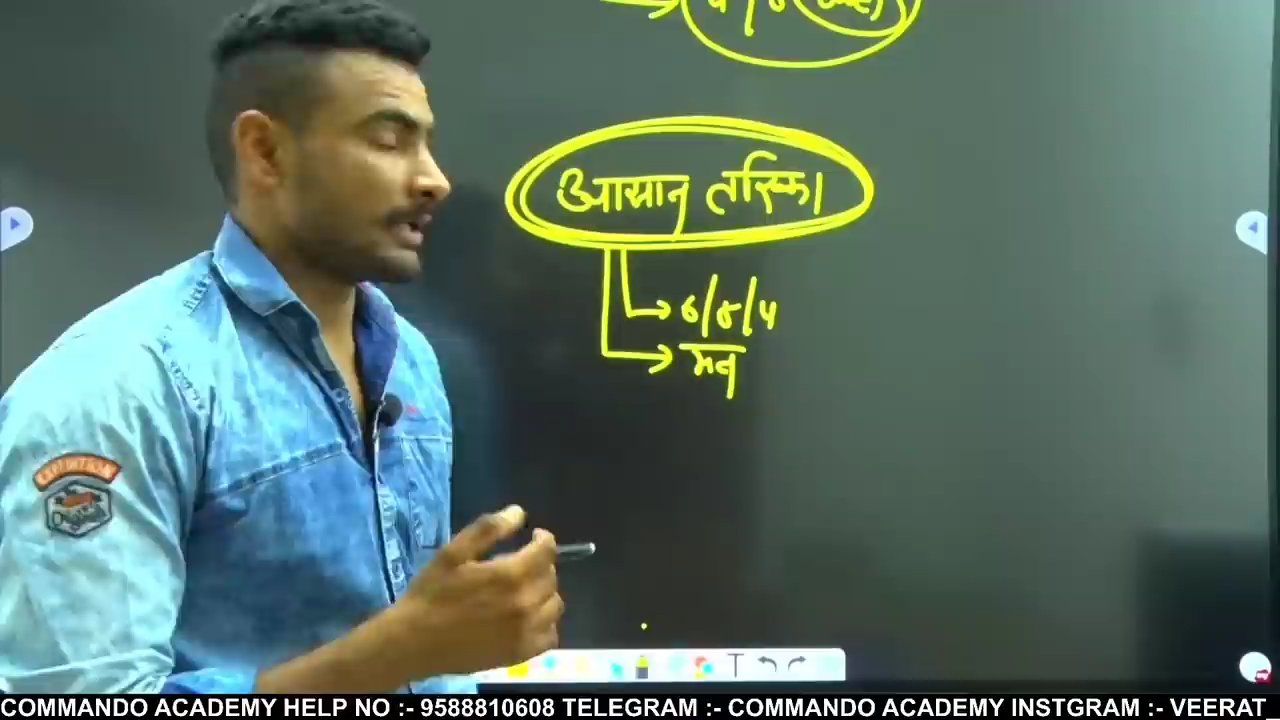 आसान तरिका
6/8/4
मन
T
COMMANDO ACADEMY HELP NO :- 9588810608 TELEGRAM :- COMMANDO ACADEMY INSTGRAM :- VEERAT